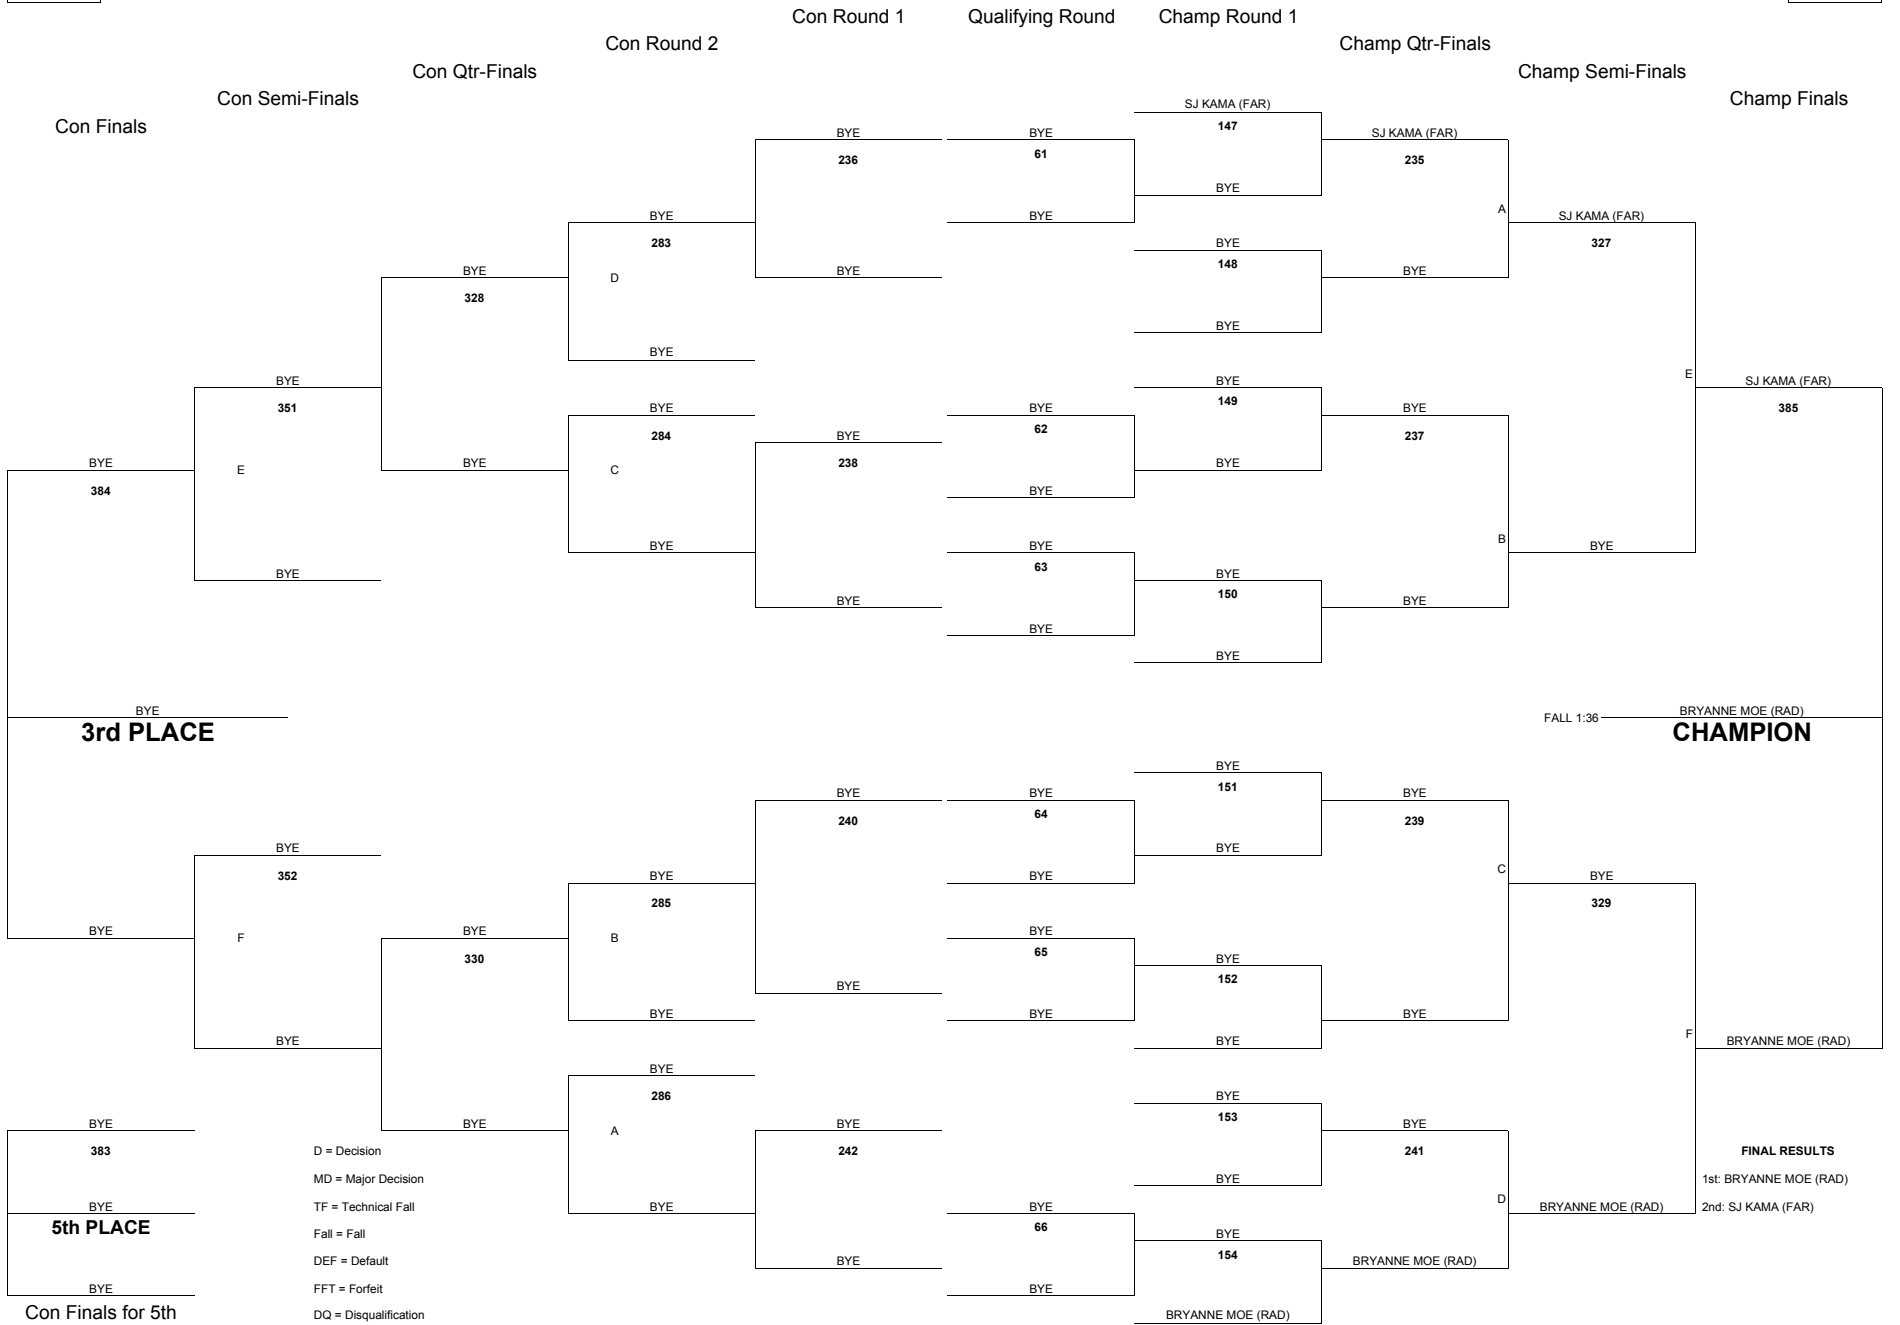 Con Round 1 Qualifying Round Champ Round 1
Con Round 2 Champ Qtr-Finals
Con Qtr-Finals Champ Semi-Finals
Con Semi-Finals Champ Finals
SJ KAMA (FAR)
Con Finals 147
BYE BYE SJ KAMA (FAR)
236 61 235
BYE
A
BYE BYE SJ KAMA (FAR)
283 BYE 327
148
BYE BYE BYE
D
328
BYE
BYE
E
BYE BYE SJ KAMA (FAR)
351 149 385
BYE BYE BYE
284 62 237
BYE
BYE BYE BYE
E C 238
384 BYE
B
BYE BYE BYE
63
BYE BYE
150
BYE BYE
BYE
BYE
BYE BRYANNE MOE (RAD)
FALL 1:36
3rd PLACE CHAMPION
BYE
151
BYE BYE BYE
240 64 239
BYE BYE
352 C
BYE BYE BYE
285 329
BYE BYE BYE
F B
330 65
BYE
152
BYE
BYE BYE BYE
F
BYE BYE BRYANNE MOE (RAD)
BYE
286 BYE
153
BYE BYE BYE BYE
A
383 D = Decision 242 241 FINAL RESULTS
MD = Major Decision BYE 1st: BRYANNE MOE (RAD)
D
BYE TF = Technical Fall BYE BYE BRYANNE MOE (RAD) 2nd: SJ KAMA (FAR)
5th PLACE 66
Fall = Fall BYE
154
DEF = Default BYE BRYANNE MOE (RAD)
BYE FFT = Forfeit BYE
Con Finals for 5th DQ = Disqualification BRYANNE MOE (RAD)